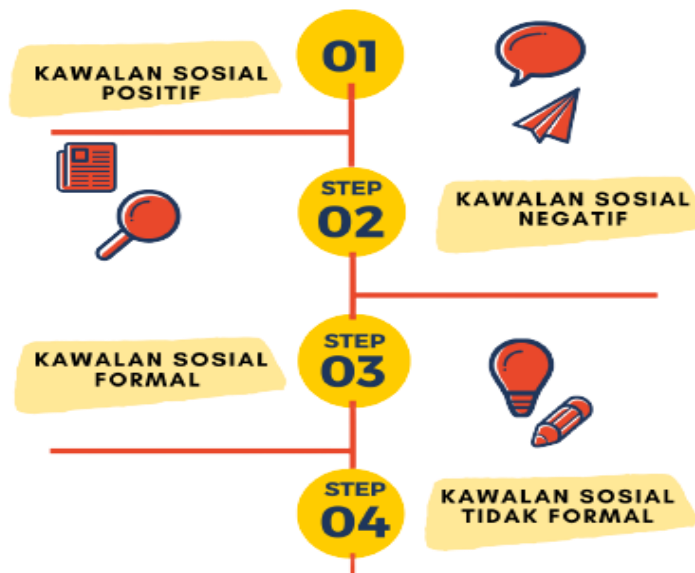 01
KAWALAN SOSIAL
POSITIF
STEP
02
KAWALAN SOSIAL
NEGATIF
STEP
03
KAWALAN SOSIAL
FORMAL
STEP
04
KAWALAN SOSIAL
TIDAK FORMAL